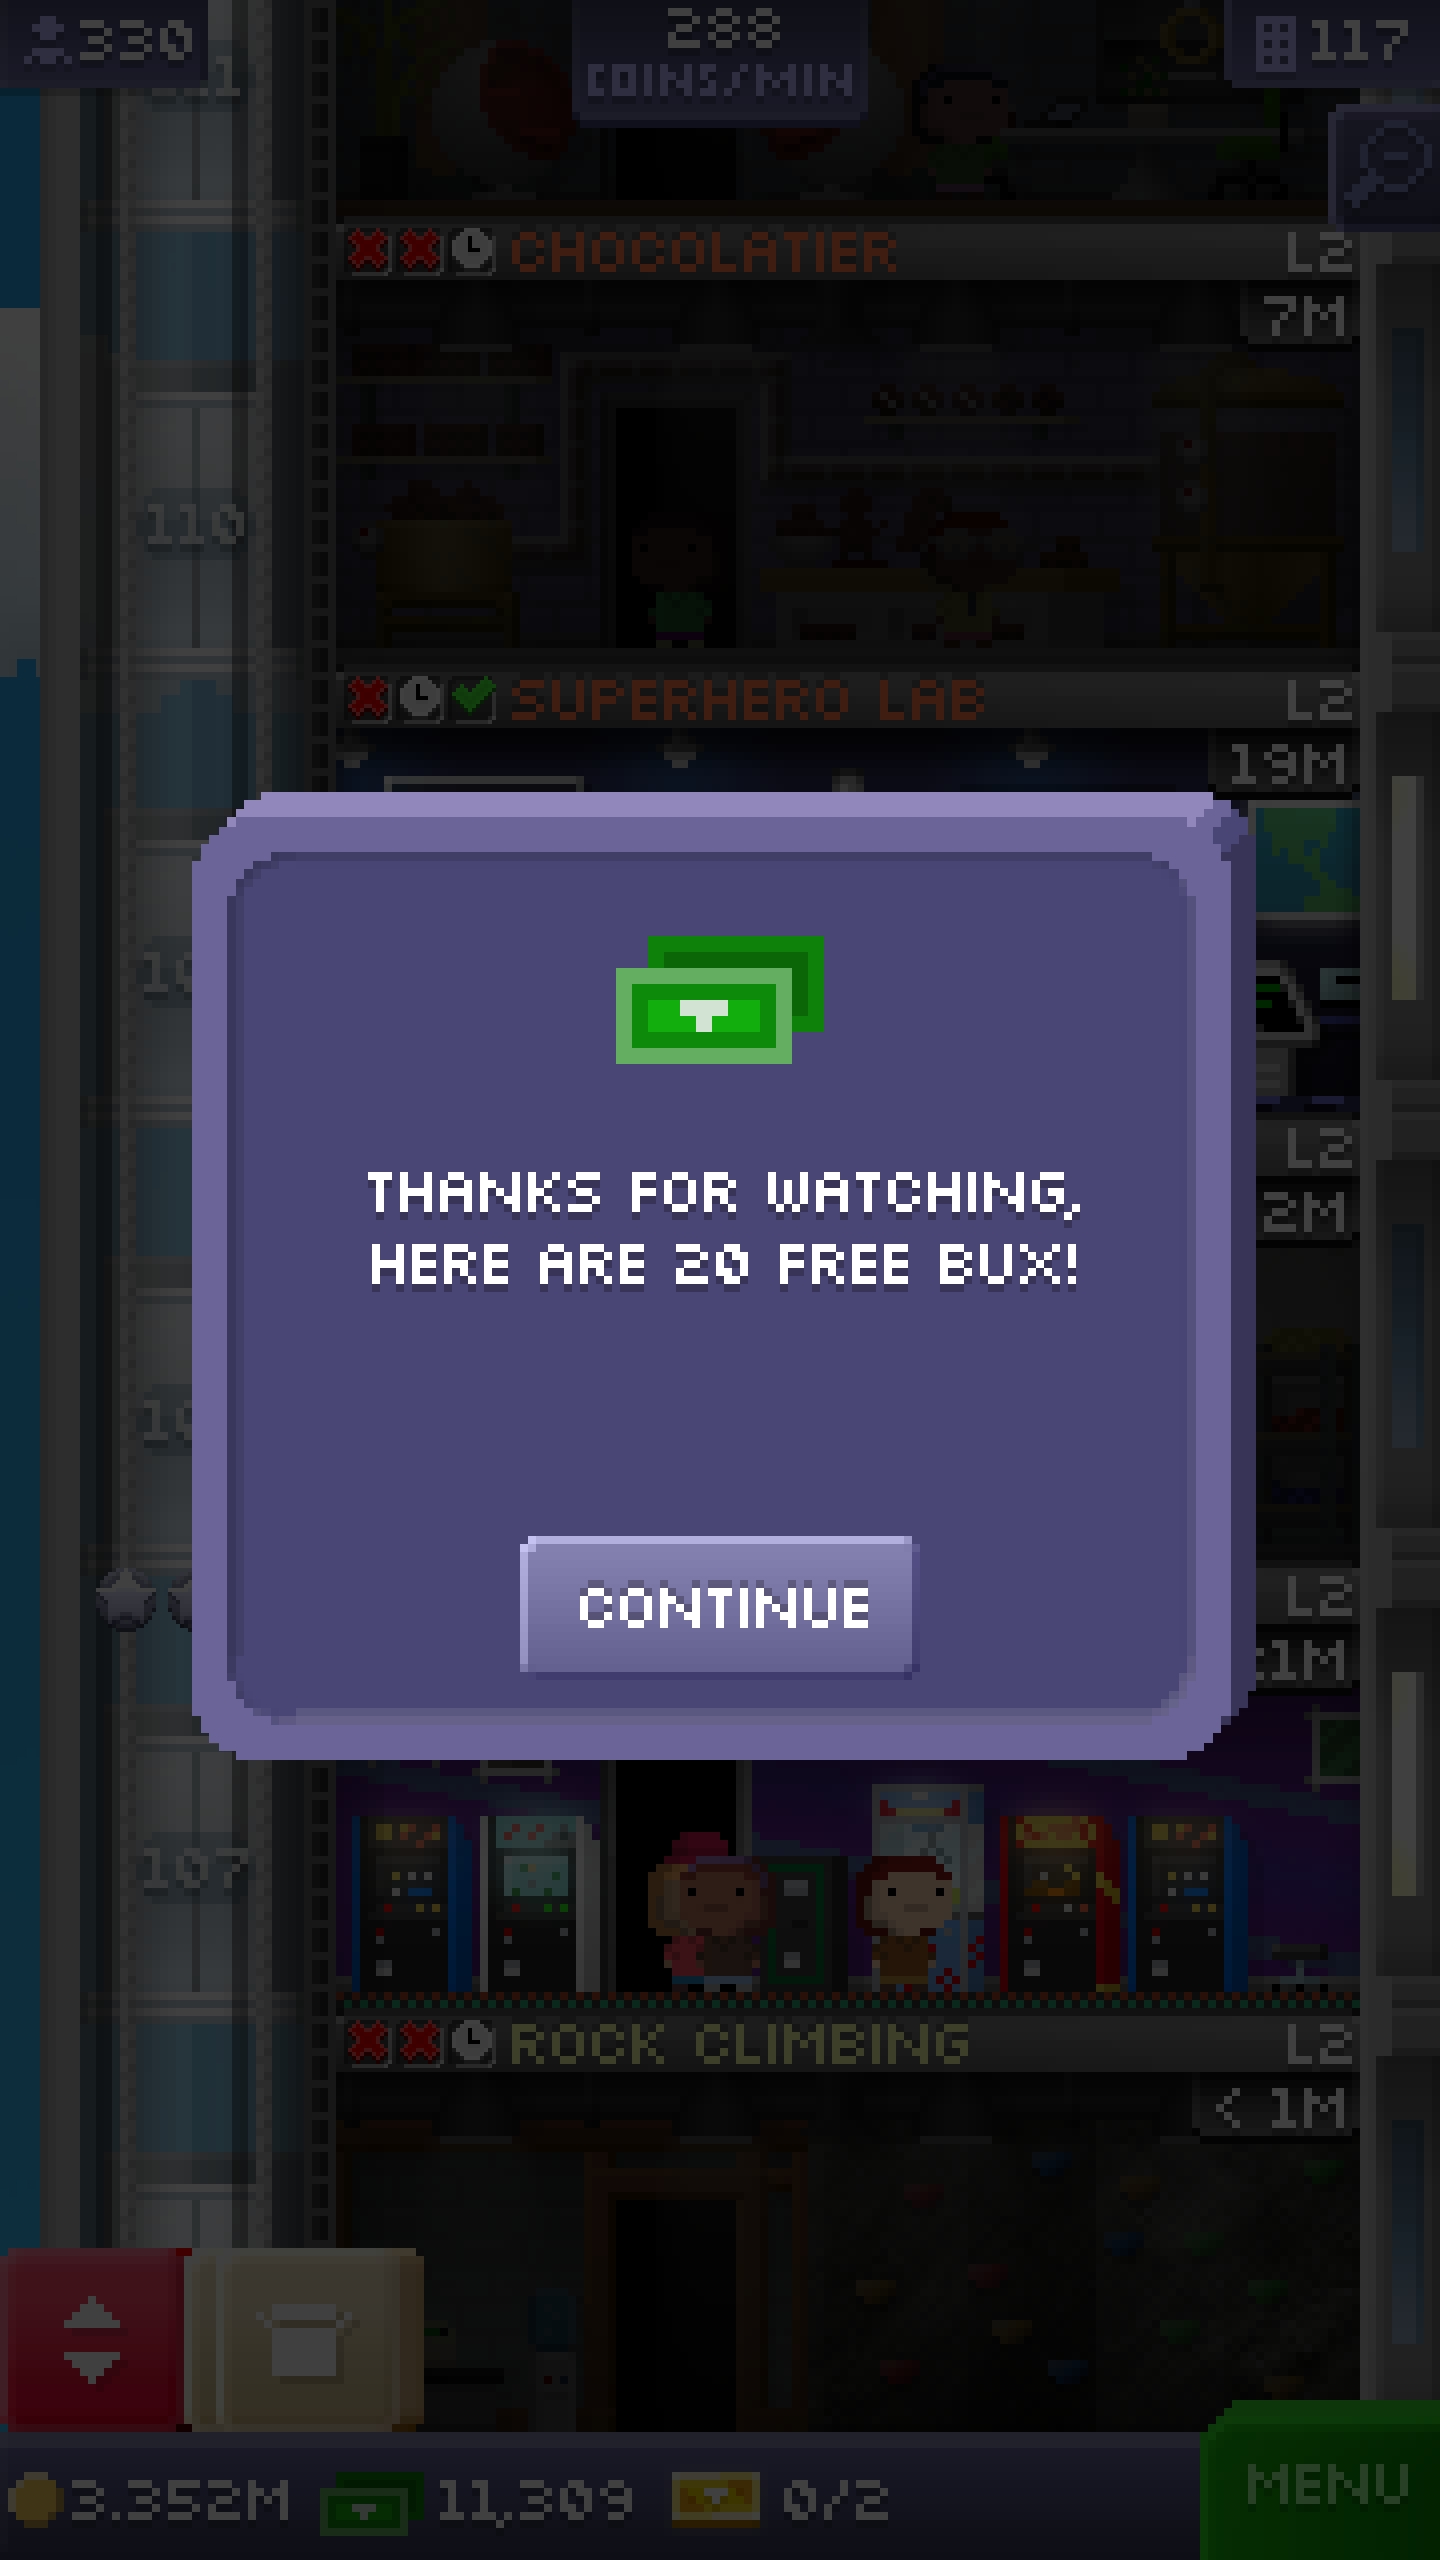 330
288
COINS/MIN
117
CHOCOLATIER
L2
7M
110
SUPERHERO LAB
L2
19M
L2
2M
THANKS FOR WATCHING,
HERE ARE 20 FREE BUX!
CONTINUE
L2
1M
107
ROCK CLIMBING
L2
< 1M
3.352M
11,309
0/2
MENU